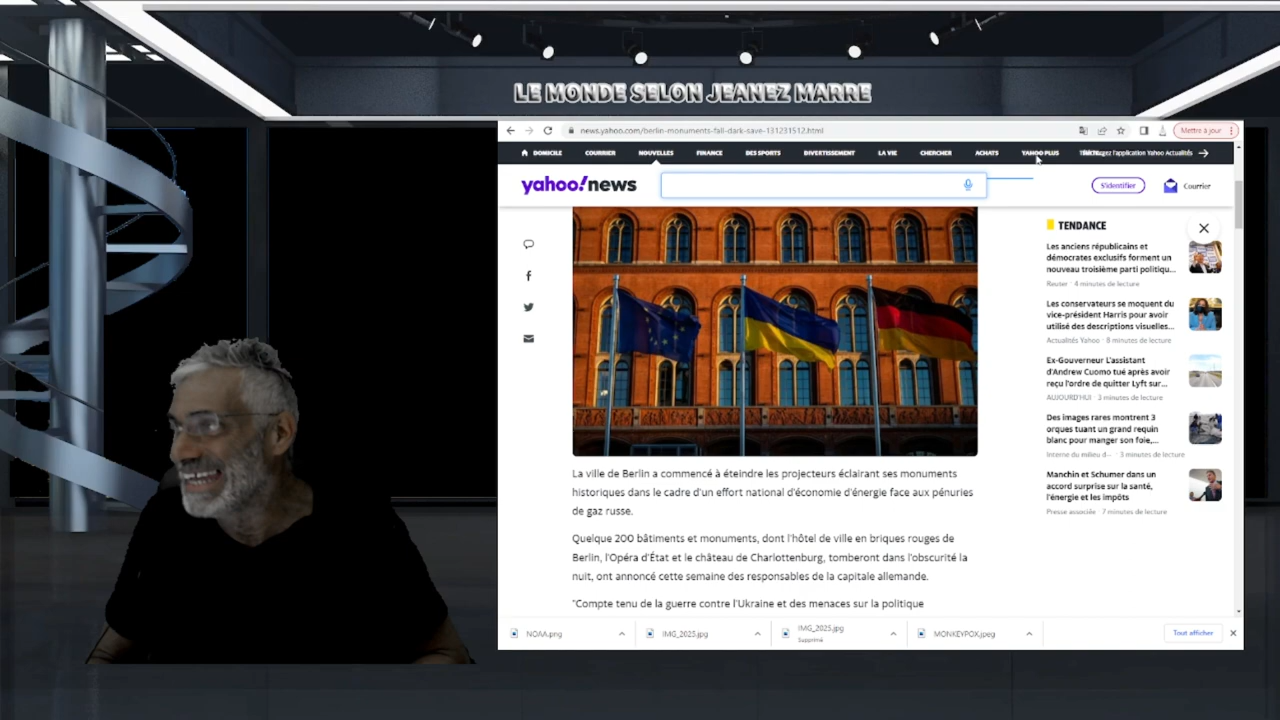 LE MONDE SELON JEANEZ MARRE
news.yahoo.com/berlin-monuments-fall-dark-save-131231512.html
Mettre à jour
DOMICILE COURRIER NOUVELLES FINANCE DES SPORTS DIVERTISSEMENT LA VIE CHERCHER ACHATS YAHOO PLUS l'application Yahoo Actualités
yahoo!news
S'identifier
Courrier
TENDANCE
Les anciens républicains et
démocrates exclusifs forment un
nouveau troisième parti politiqu...
Reuter · 4 minutes de lecture
Les conservateurs se moquent du
vice-président Harris pour avoir
utilisé des descriptions visuelles...
Actualités Yahoo · 8 minutes de lecture
Ex-Gouverneur L'assistant
d'Andrew Cuomo tué après avoir
reçu l'ordre de quitter Lyft sur...
AUJOURD'HUI · 3 minutes de lecture
Des images rares montrent 3
orques tuant un grand requin
blanc pour manger son foie,...
Interne du milieu d··· · 3 minutes de lecture
Manchin et Schumer dans un
accord surprise sur la santé,
l'énergie et les impôts
Presse associée · 7 minutes de lecture
La ville de Berlin a commencé à éteindre les projecteurs éclairant ses monuments
historiques dans le cadre d'un effort national d'économie d'énergie face aux pénuries
de gaz russe.
Quelque 200 bâtiments et monuments, dont l'hôtel de ville en briques rouges de
Berlin, l'Opéra d'État et le château de Charlottenburg, tomberont dans l'obscurité la
nuit, ont annoncé cette semaine des responsables de la capitale allemande.
"Compte tenu de la guerre contre l'Ukraine et des menaces sur la politique
NOAA.png
IMG_2025.jpg
IMG_2025.jpg
Supprimé
MONKEYPOX.jpeg
Tout afficher